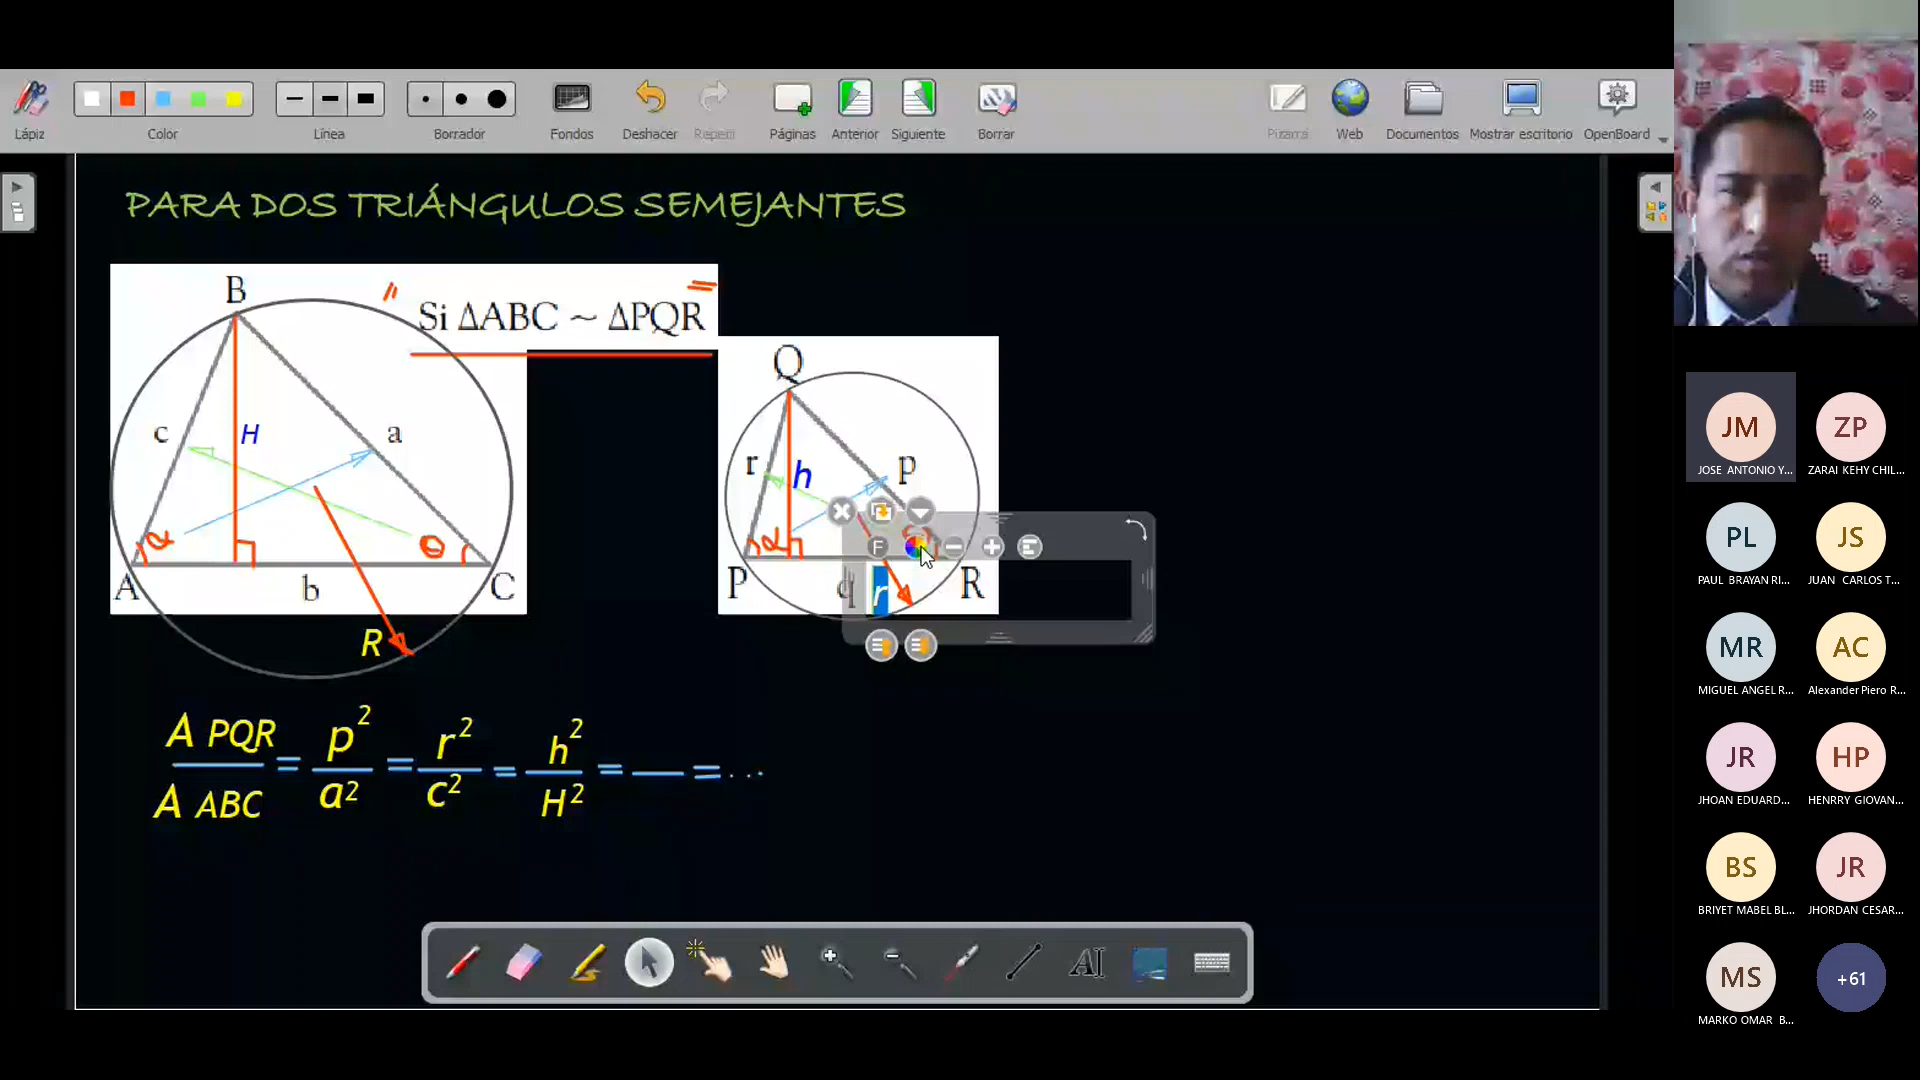 Lápiz
Color
Línea
Borrador
Fondos
Deshacer
Repetir
Páginas
Anterior
Siguiente
Borrar
Pizarra
Web
Documentos
Mostrar escritorio
OpenBoard
PARA DOS TRIÁNGULOS SEMEJANTES
Si ΔABC ~ ΔPQR
B
c
H
a
α
θ
A
b
C
R
Q
r
h
p
α
F
P
q
r
R
A PQR / A ABC = p² / a² = r² / c² = h² / H² = — = ...
AI
JM
JOSE ANTONIO Y...
ZP
ZARAI KEHY CHIL...
PL
PAUL BRAYAN RI...
JS
JUAN CARLOS T...
MR
MIGUEL ANGEL R...
AC
Alexander Piero R...
JR
JHOAN EDUARD...
HP
HENRRY GIOVAN...
BS
BRIYET MABEL BL...
JR
JHORDAN CESAR...
MS
MARKO OMAR B...
+61